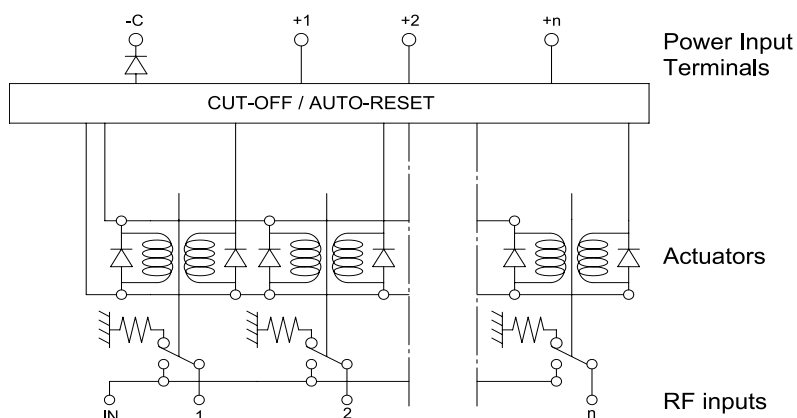 -C +1 +2 +n
Power Input
Terminals
CUT-OFF / AUTO-RESET
Actuators
RF inputs
IN 1 2 n